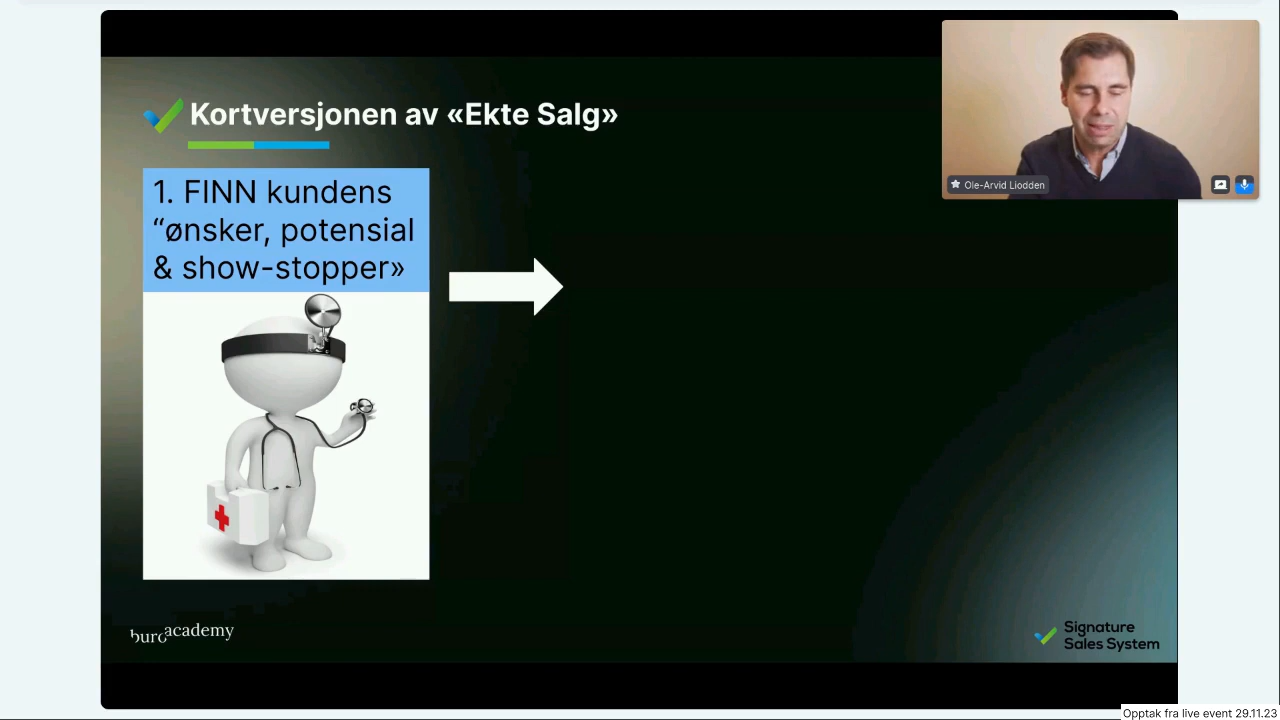 Kortversjonen av «Ekte Salg»
1. FINN kundens
“ønsker, potensial
& show-stopper»
Ole-Arvid Liodden
buro academy
Signature
Sales System
Opptak fra live event 29.11.23